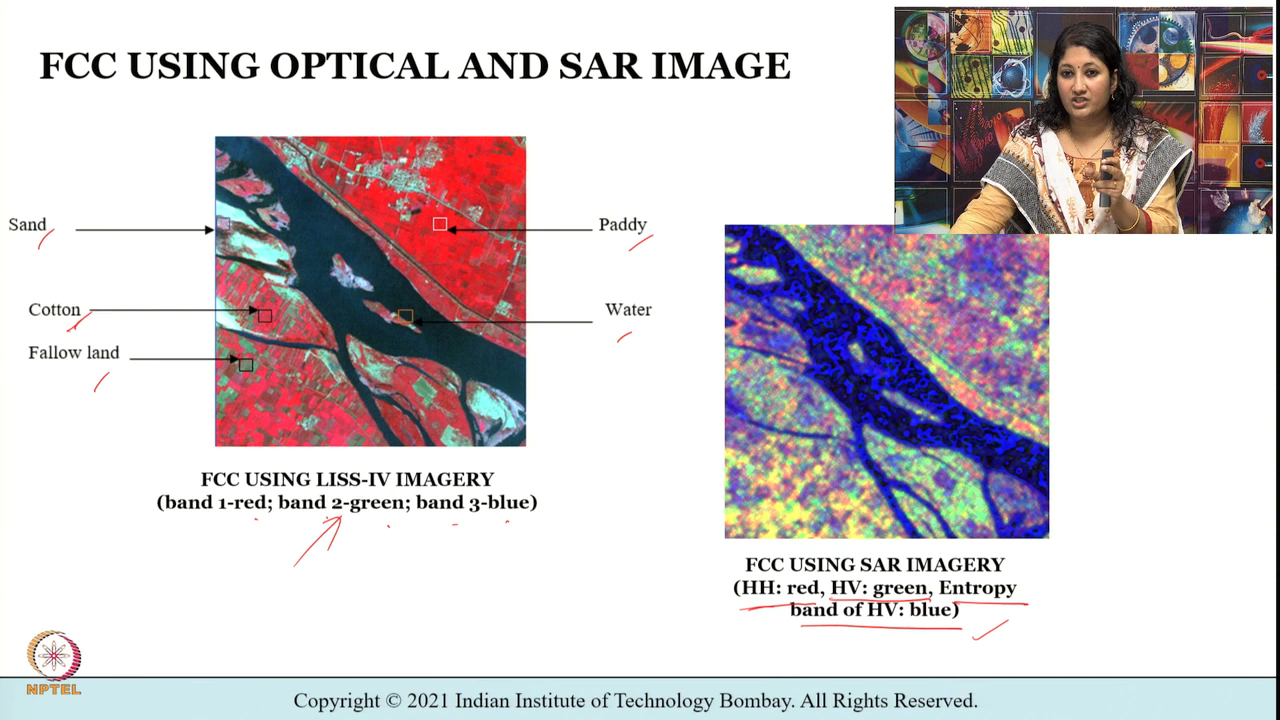 FCC USING OPTICAL AND SAR IMAGE
Sand
Paddy
Cotton
Water
Fallow land
FCC USING LISS-IV IMAGERY
(band 1-red; band 2-green; band 3-blue)
FCC USING SAR IMAGERY
(HH: red, HV: green, Entropy
band of HV: blue)
NPTEL
Copyright © 2021 Indian Institute of Technology Bombay. All Rights Reserved.